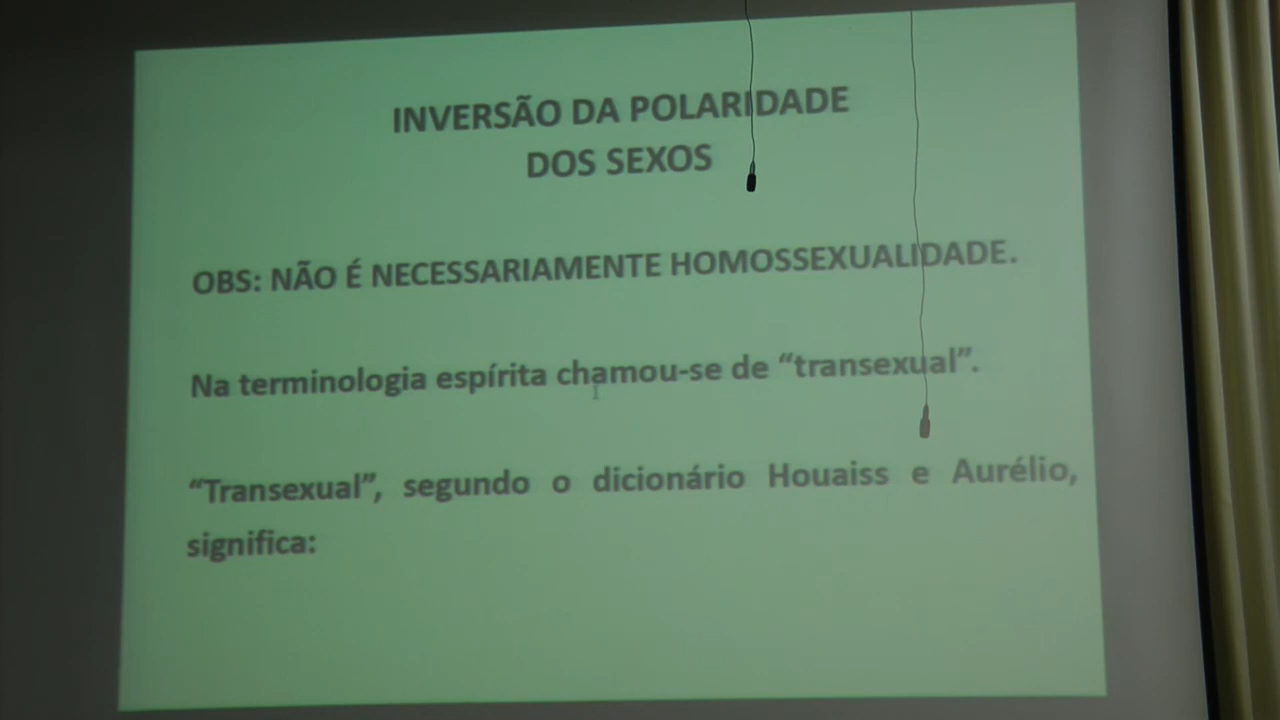 INVERSÃO DA POLARIDADE
DOS SEXOS
OBS: NÃO É NECESSARIAMENTE HOMOSSEXUALIDADE.
Na terminologia espírita chamou-se de “transexual”.
“Transexual”, segundo o dicionário Houaiss e Aurélio,
significa: